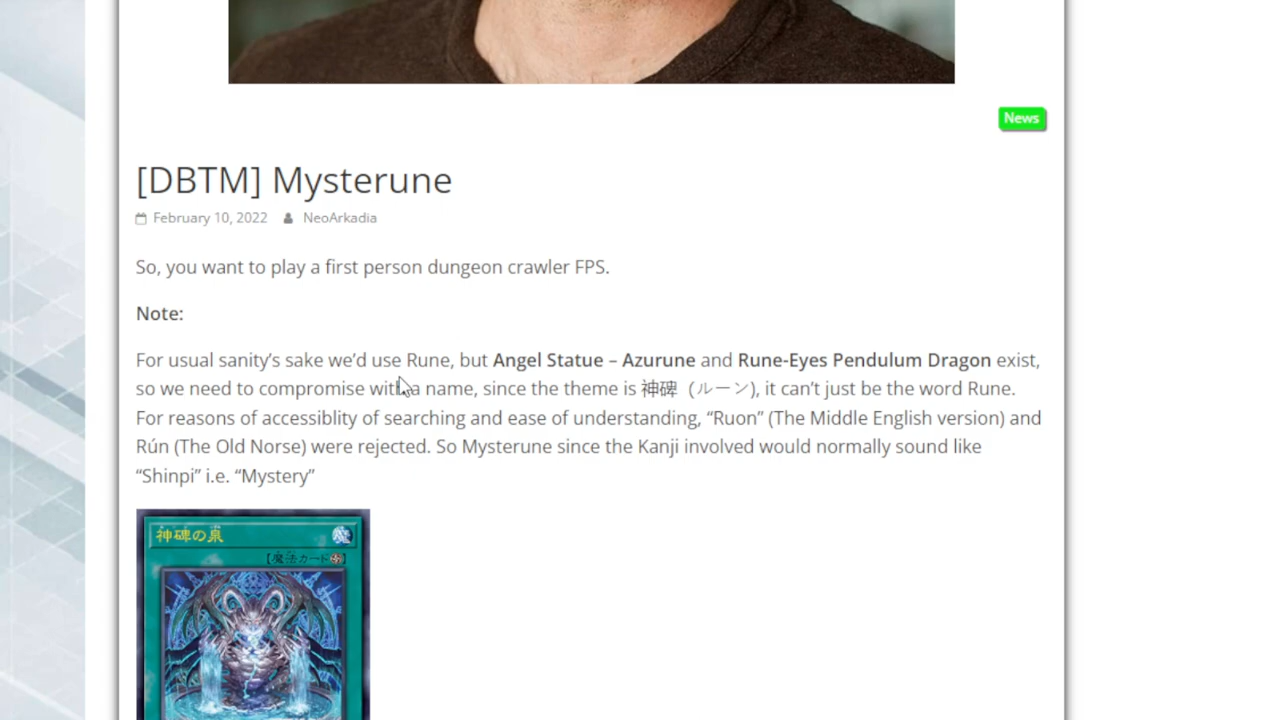 News
[DBTM] Mysterune
February 10, 2022 NeoArkadia
So, you want to play a first person dungeon crawler FPS.
Note:
For usual sanity’s sake we’d use Rune, but Angel Statue – Azurune and Rune-Eyes Pendulum Dragon exist,
so we need to compromise with a name, since the theme is 神碑 (ルーン), it can’t just be the word Rune.
For reasons of accessiblity of searching and ease of understanding, “Ruon” (The Middle English version) and
Rún (The Old Norse) were rejected. So Mysterune since the Kanji involved would normally sound like
“Shinpi” i.e. “Mystery”
神碑の泉
【魔法カード】